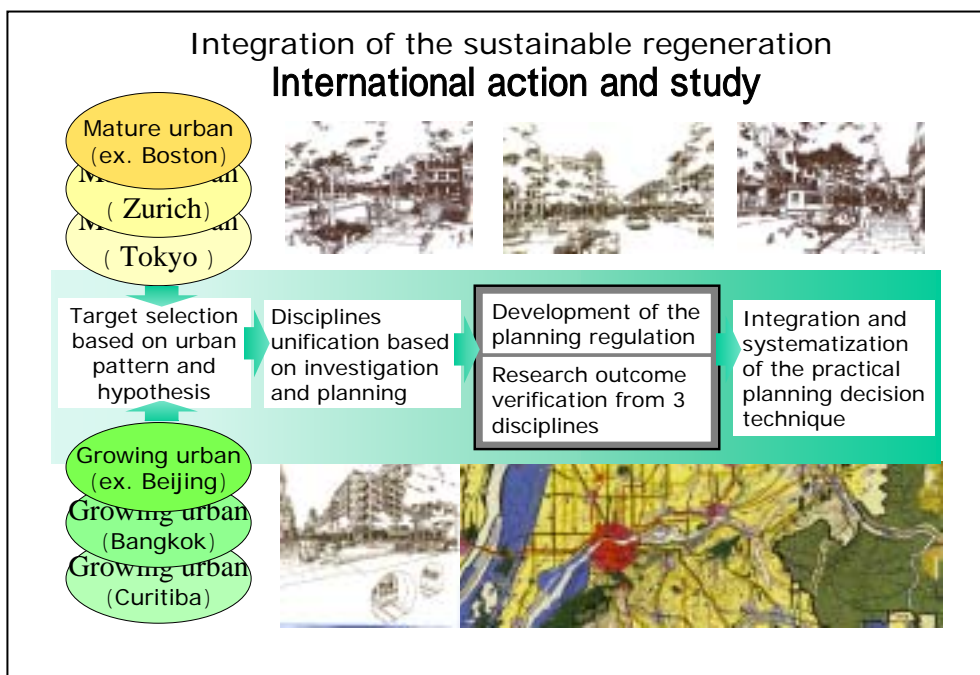 Integration of the sustainable regeneration
International action and study
Mature urban
(ex. Boston)
( Zurich)
( Tokyo )
Target selection
based on urban
pattern and
hypothesis
Disciplines
unification based
on investigation
and planning
Development of the
planning regulation
Research outcome
verification from 3
disciplines
Integration and
systematization
of the practical
planning decision
technique
Growing urban
(ex. Beijing)
Growing urban
(Bangkok)
Growing urban
(Curitiba)